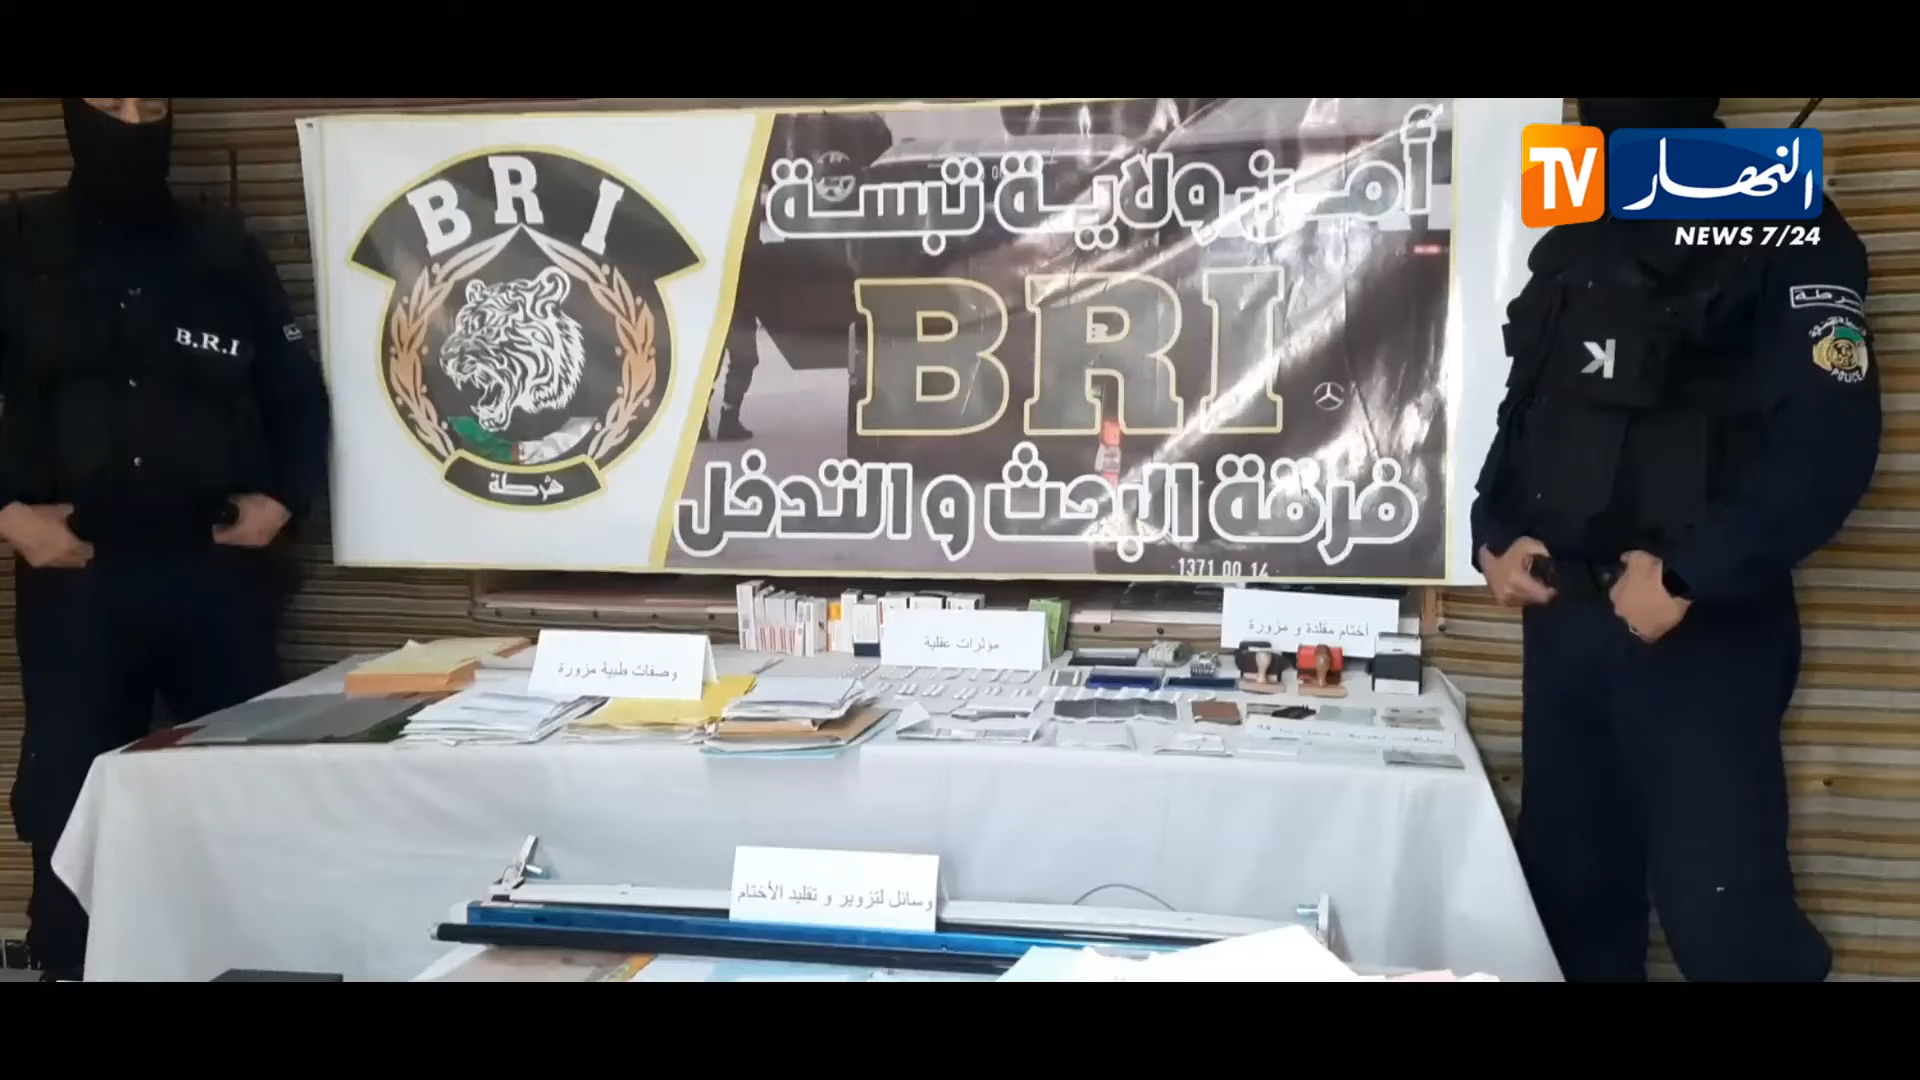 النهار TV
NEWS 7/24
BRI
شرطة
أمن ولاية تبسة
BRI
فرقة البحث و التدخل
1371 00 14
B.R.I
شرطة
POLICE
K
وصفات طبية مزورة
مؤثرات عقلية
أختام مقلدة و مزورة
وسائل لتزوير و تقليد الأختام